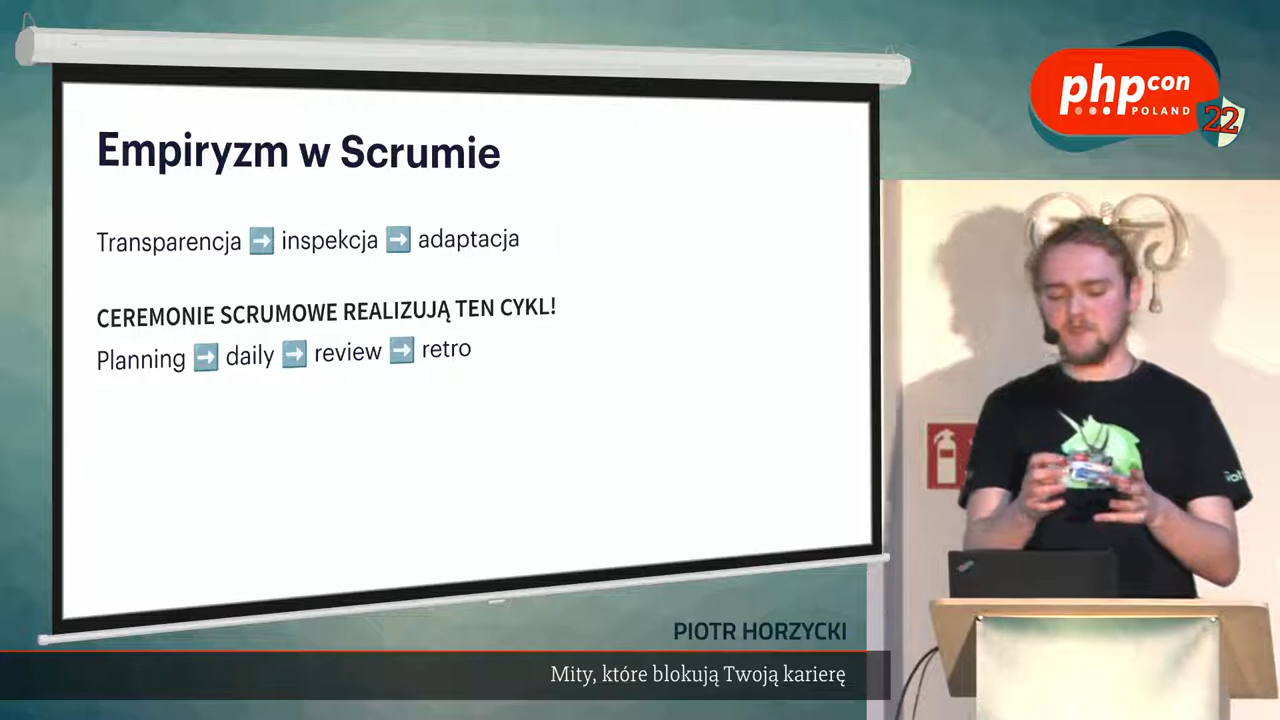 Empiryzm w Scrumie
Transparencja ➡ inspekcja ➡ adaptacja
CEREMONIE SCRUMOWE REALIZUJĄ TEN CYKL!
Planning ➡ daily ➡ review ➡ retro
phpcon
POLAND
22
PIOTR HORZYCKI
Mity, które blokują Twoją karierę